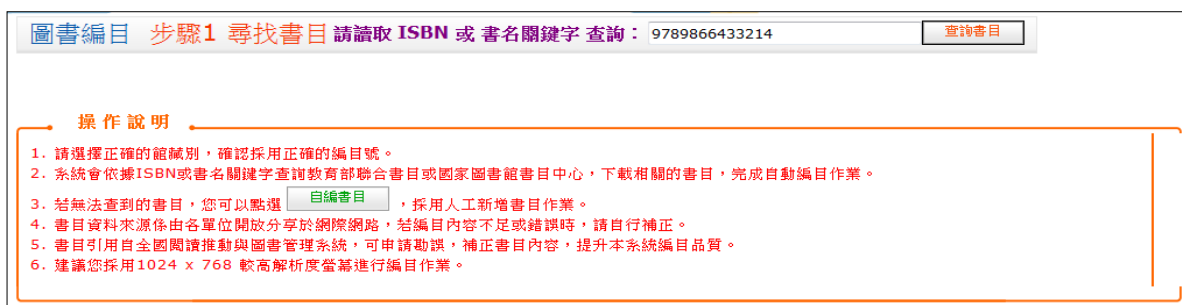 圖書編目 步驟1 尋找書目 請讀取 ISBN 或 書名關鍵字 查詢： 9789866433214 查詢書目
操作說明
1. 請選擇正確的館藏別，確認採用正確的編目號。
2. 系統會依據ISBN或書名關鍵字查詢教育部聯合書目或國家圖書館書目中心，下載相關的書目，完成自動編目作業。
3. 若無法查到的書目，您可以點選 自編書目 ，採用人工新增書目作業。
4. 書目資料來源係由各單位開放分享於網際網路，若編目內容不足或錯誤時，請自行補正。
5. 書目引用自全國閱讀推動與圖書管理系統，可申請勘誤，補正書目內容，提升本系統編目品質。
6. 建議您採用1024 x 768 較高解析度螢幕進行編目作業。